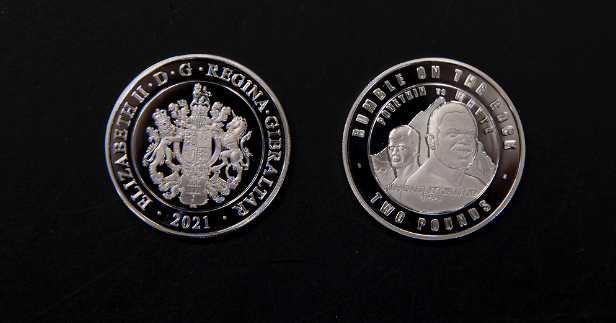 ELIZABETH II · D · G · REGINA · GIBRALTAR
· 2021 ·
RUMBLE ON THE ROCK
POVETKIN VS WHYTE
· TWO POUNDS ·